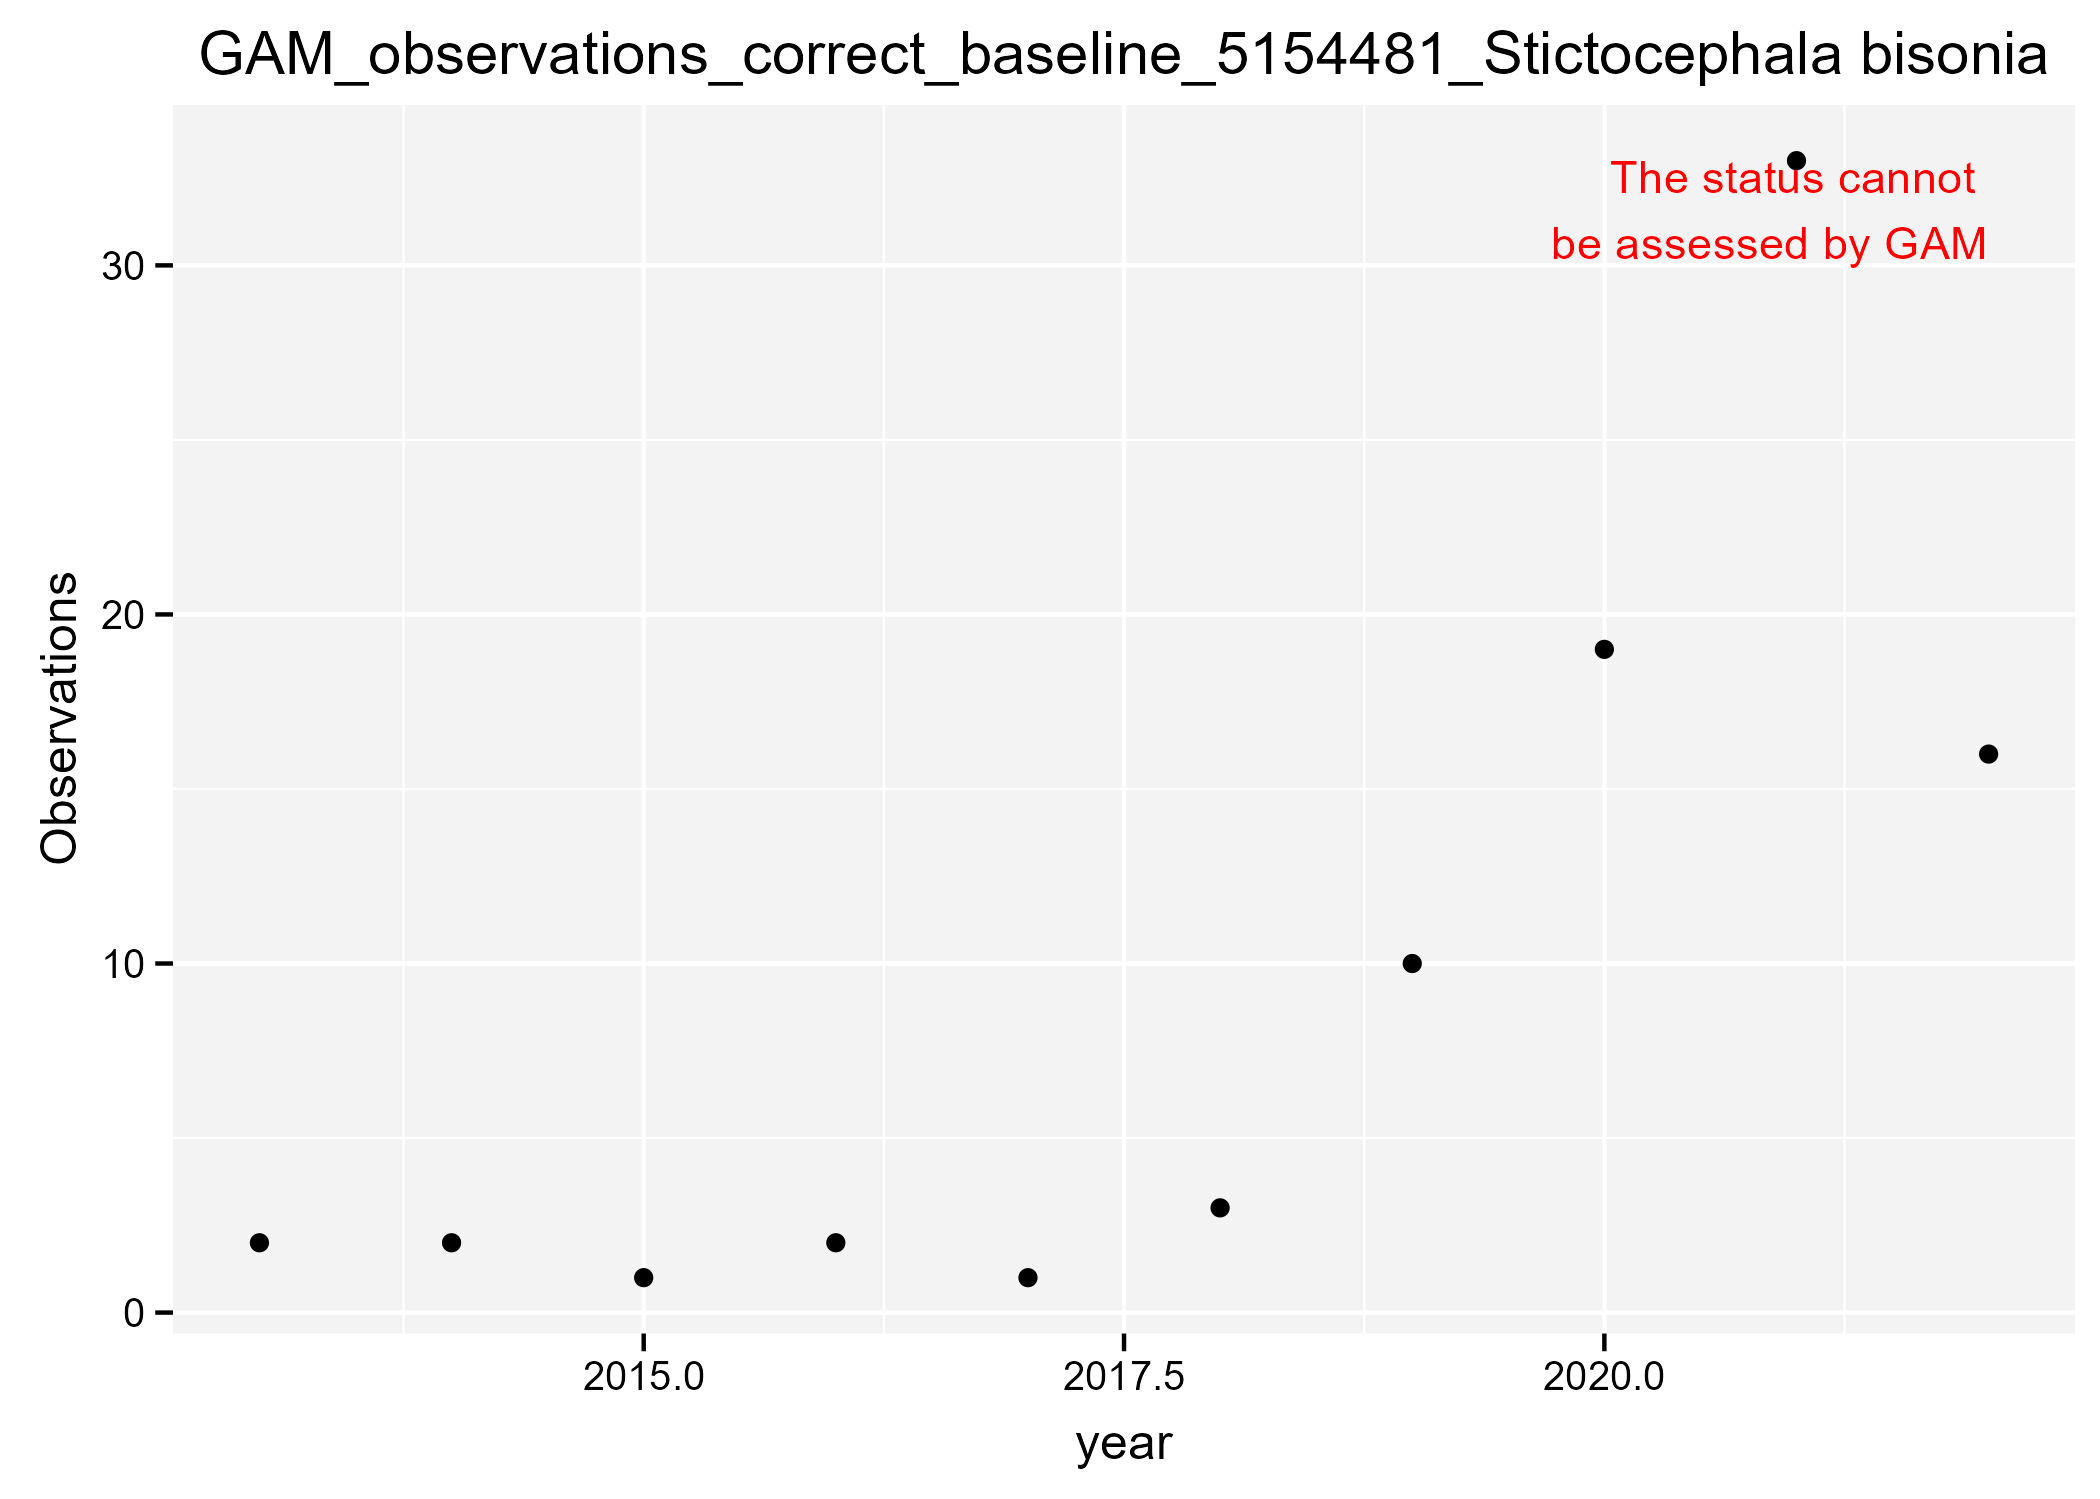 GAM_observations_correct_baseline_5154481_Stictocephala bisonia
The status cannot
be assessed by GAM
30
20
10
0
Observations
2015.0
2017.5
2020.0
year